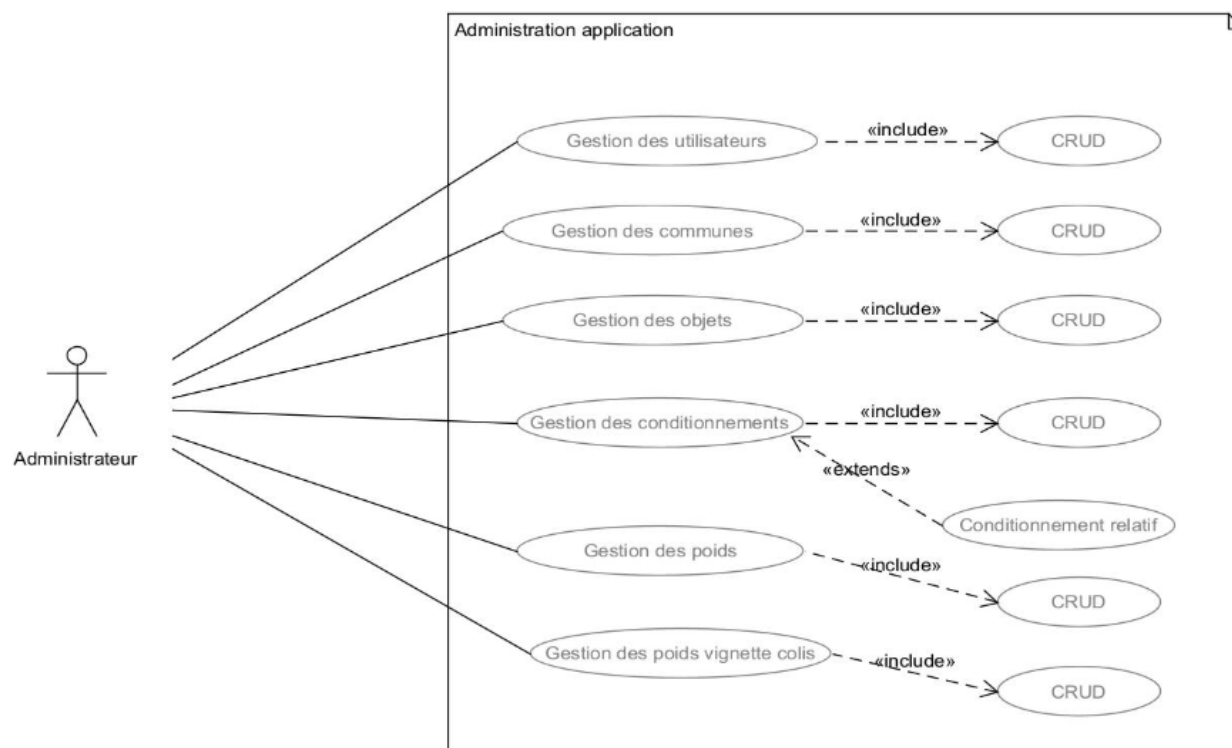 Administration application
Gestion des utilisateurs
«include»
CRUD
Gestion des communes
«include»
CRUD
Gestion des objets
«include»
CRUD
Gestion des conditionnements
«include»
CRUD
Administrateur
«extends»
Conditionnement relatif
Gestion des poids
«include»
CRUD
Gestion des poids vignette colis
«include»
CRUD